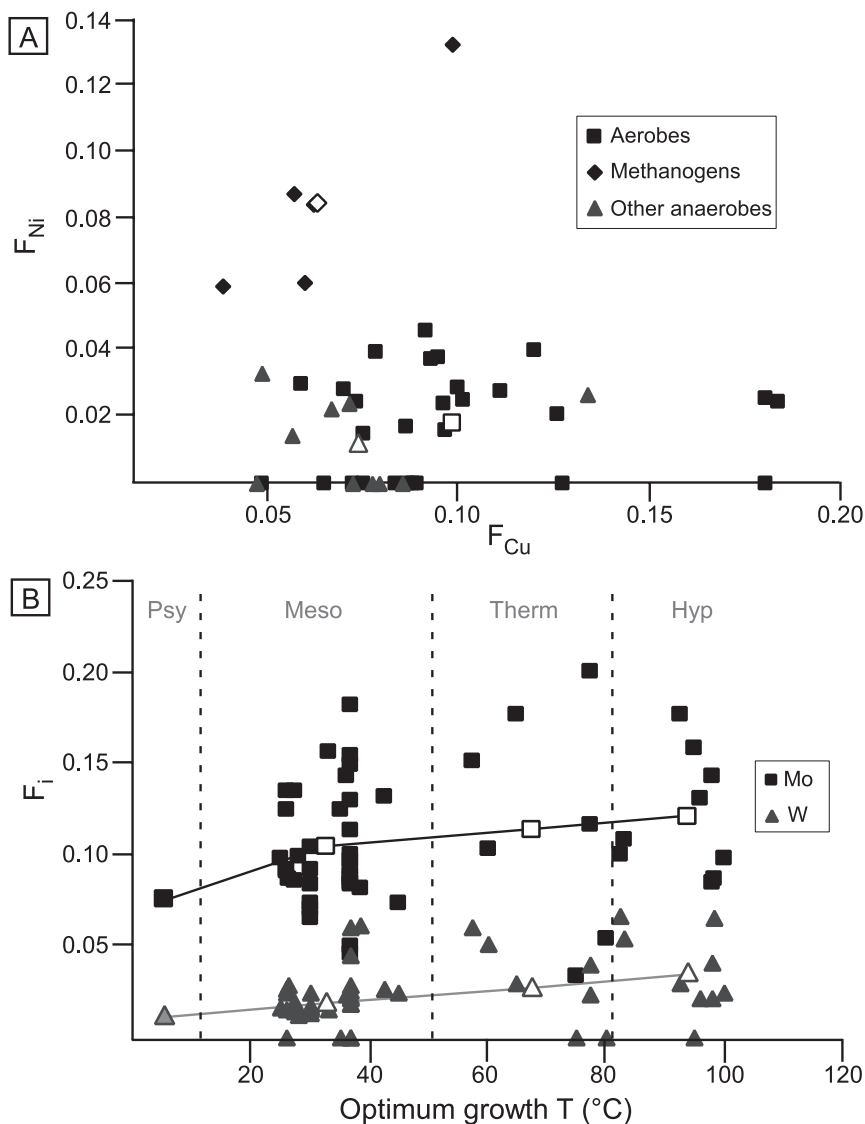 A
0.14
0.12
0.10
0.08
0.06
0.04
0.02
F_Ni
Aerobes
Methanogens
Other anaerobes
0.05 0.10 0.15 0.20
F_Cu
B
0.25
0.20
0.15
0.10
0.05
F_i
Psy Meso Therm Hyp
Mo
W
20 40 60 80 100 120
Optimum growth T (°C)